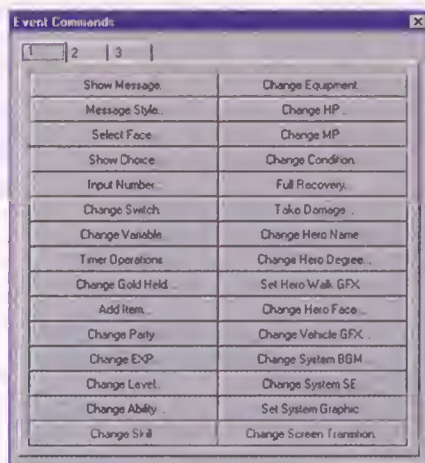 Event Commands
1 2 3
Show Message.
Message Style..
Select Face..
Show Choice
Input Number...
Change Switch
Change Variable
Timer Operations
Change Gold Held...
Add Item...
Change Party
Change EXP.
Change Level..
Change Ability..
Change Skill
Change Equipment
Change HP...
Change MP
Change Condition
Full Recovery...
Take Damage...
Change Hero Name
Change Hero Degree...
Set Hero Walk GFX
Change Hero Face...
Change Vehicle GFX...
Change System BGM
Change System SE
Set System Graphic
Change Screen Transition